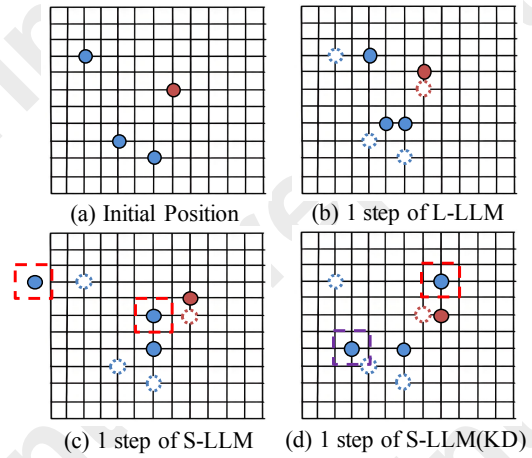 (a) Initial Position
(b) 1 step of L-LLM
(c) 1 step of S-LLM
(d) 1 step of S-LLM(KD)